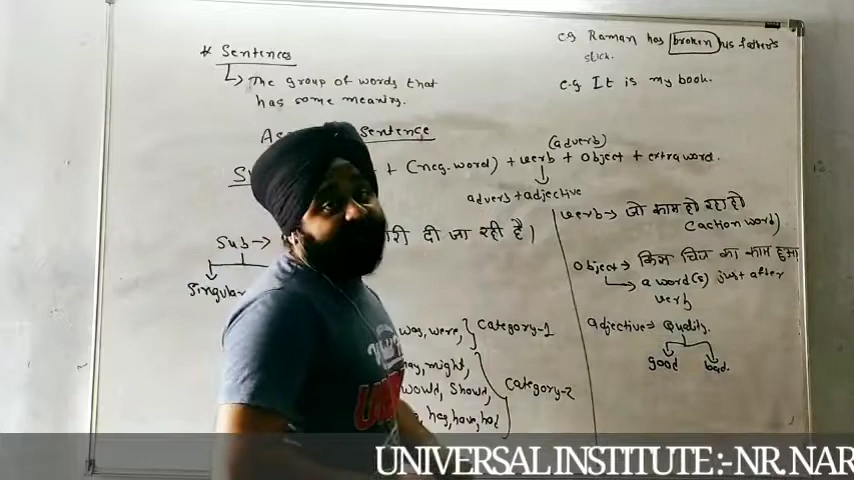 * Sentences
The group of words that
has some meaning.
e.g Raman has broken his father's
stick.
e.g It is my book.
Sentence
(adverb)
+ (neg. word) + verb + object + extra word.
adverb + adjective
Sub →
री दी जा रही है।
Singular
was, were, } Category-1
might,
would, should,
has, have, had
Category-2
verb → जो काम हो रहा हो
(action word)
object → किस चिज का काम हुआ
→ a word(s) just after
verb
adjective → Quality.
good bad.
UNIVERSAL INSTITUTE :- NR. NAR